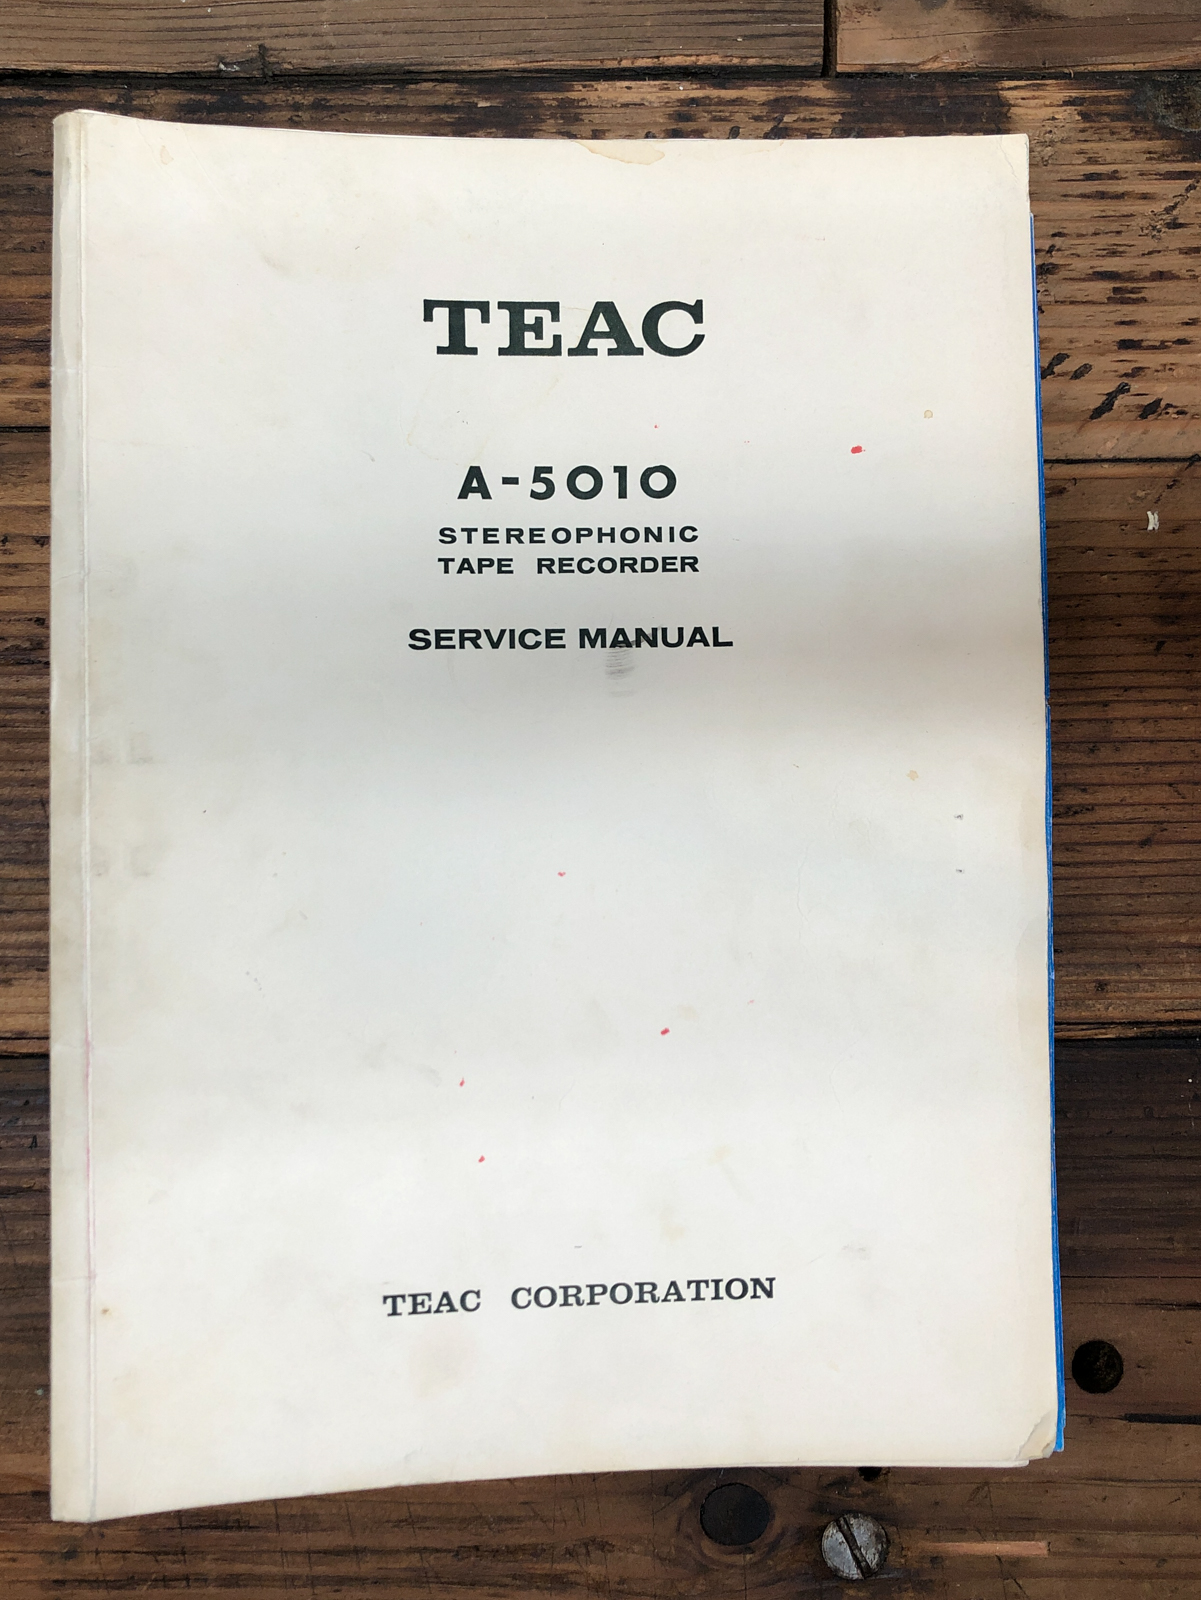 TEAC
A-5010
STEREOPHONIC
TAPE RECORDER
SERVICE MANUAL
TEAC CORPORATION